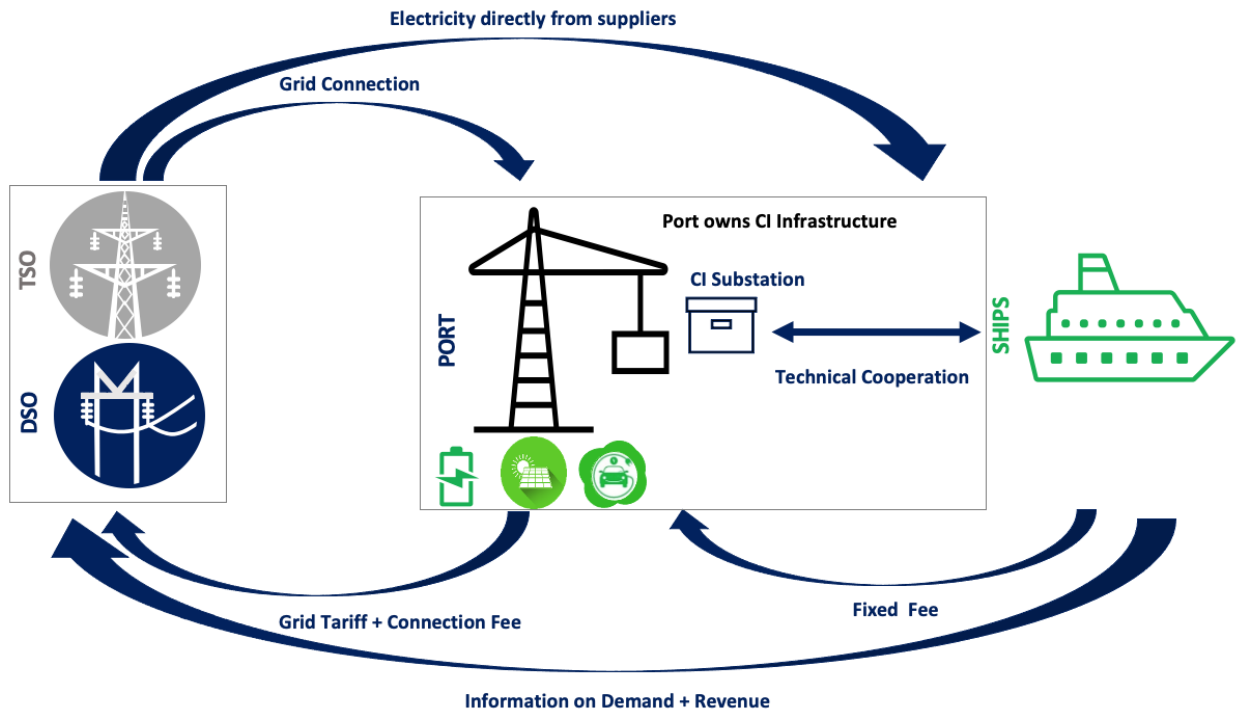 Electricity directly from suppliers
Grid Connection
Port owns CI Infrastructure
TSO
CI Substation
PORT
SHIPS
Technical Cooperation
DSO
Fixed Fee
Grid Tariff + Connection Fee
Information on Demand + Revenue